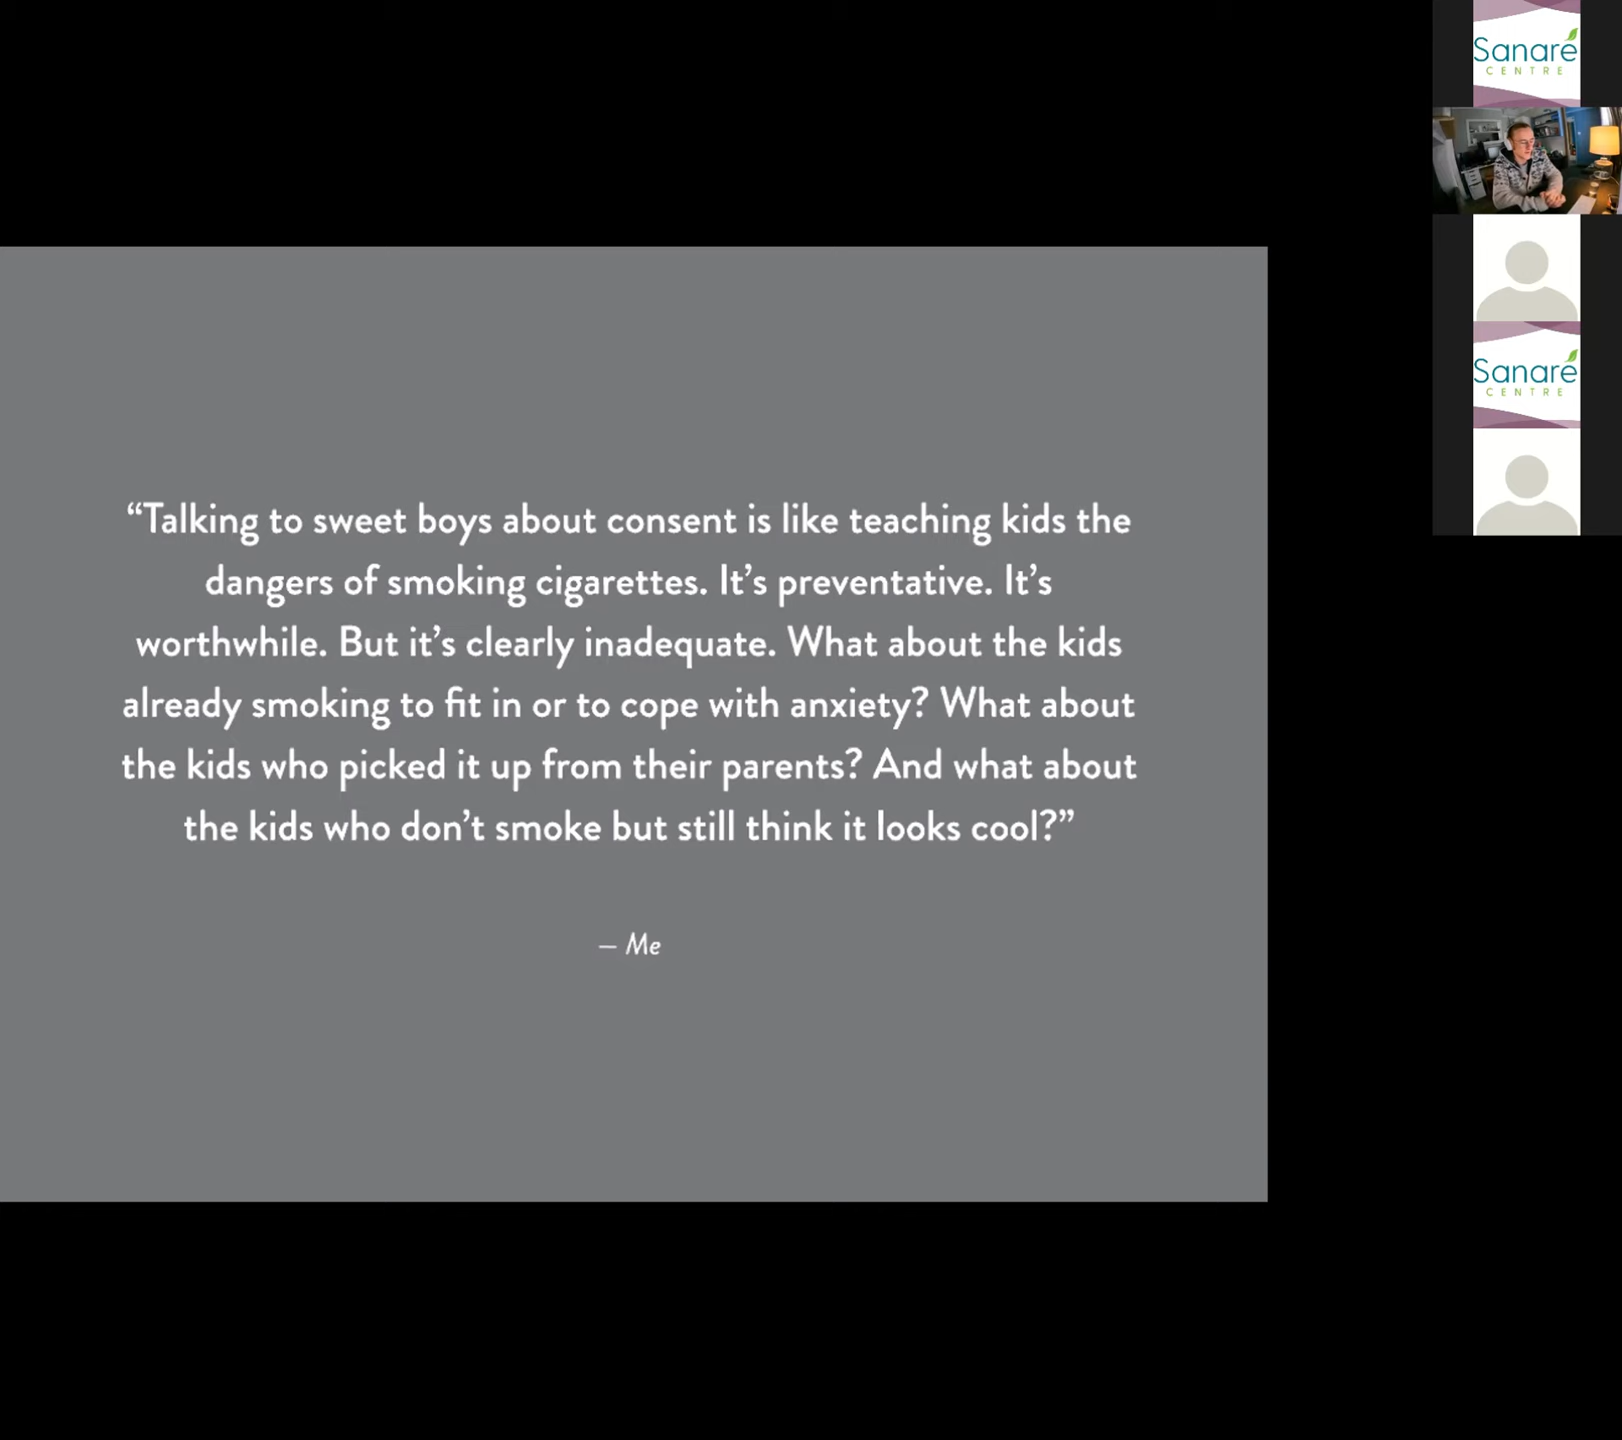 Sanaré
CENTRE
“Talking to sweet boys about consent is like teaching kids the
dangers of smoking cigarettes. It’s preventative. It’s
worthwhile. But it’s clearly inadequate. What about the kids
already smoking to fit in or to cope with anxiety? What about
the kids who picked it up from their parents? And what about
the kids who don’t smoke but still think it looks cool?”
– Me
Sanaré
CENTRE